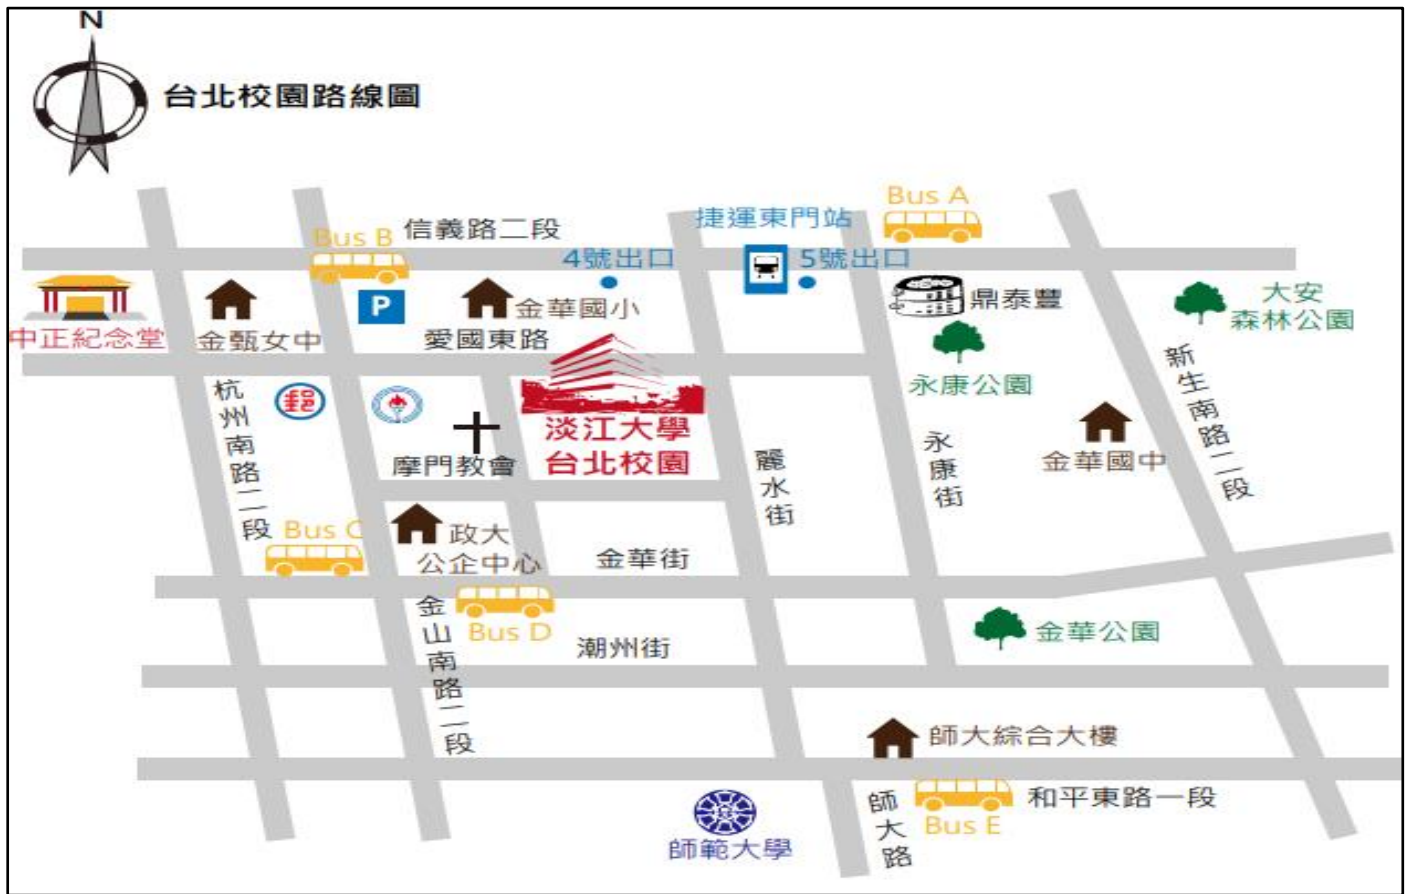 N
台北校園路線圖
Bus A
捷運東門站
信義路二段
Bus B
4號出口
5號出口
P
鼎泰豐
大安
森林公園
金華國小
中正紀念堂
金甌女中
愛國東路
永康公園
新生南路二段
杭州南路二段
郵
淡江大學
台北校園
摩門教會
麗水街
永康街
金華國中
Bus C
政大
公企中心
金華街
金山南路二段
Bus D
潮州街
金華公園
師大綜合大樓
和平東路一段
Bus E
師大路
師範大學